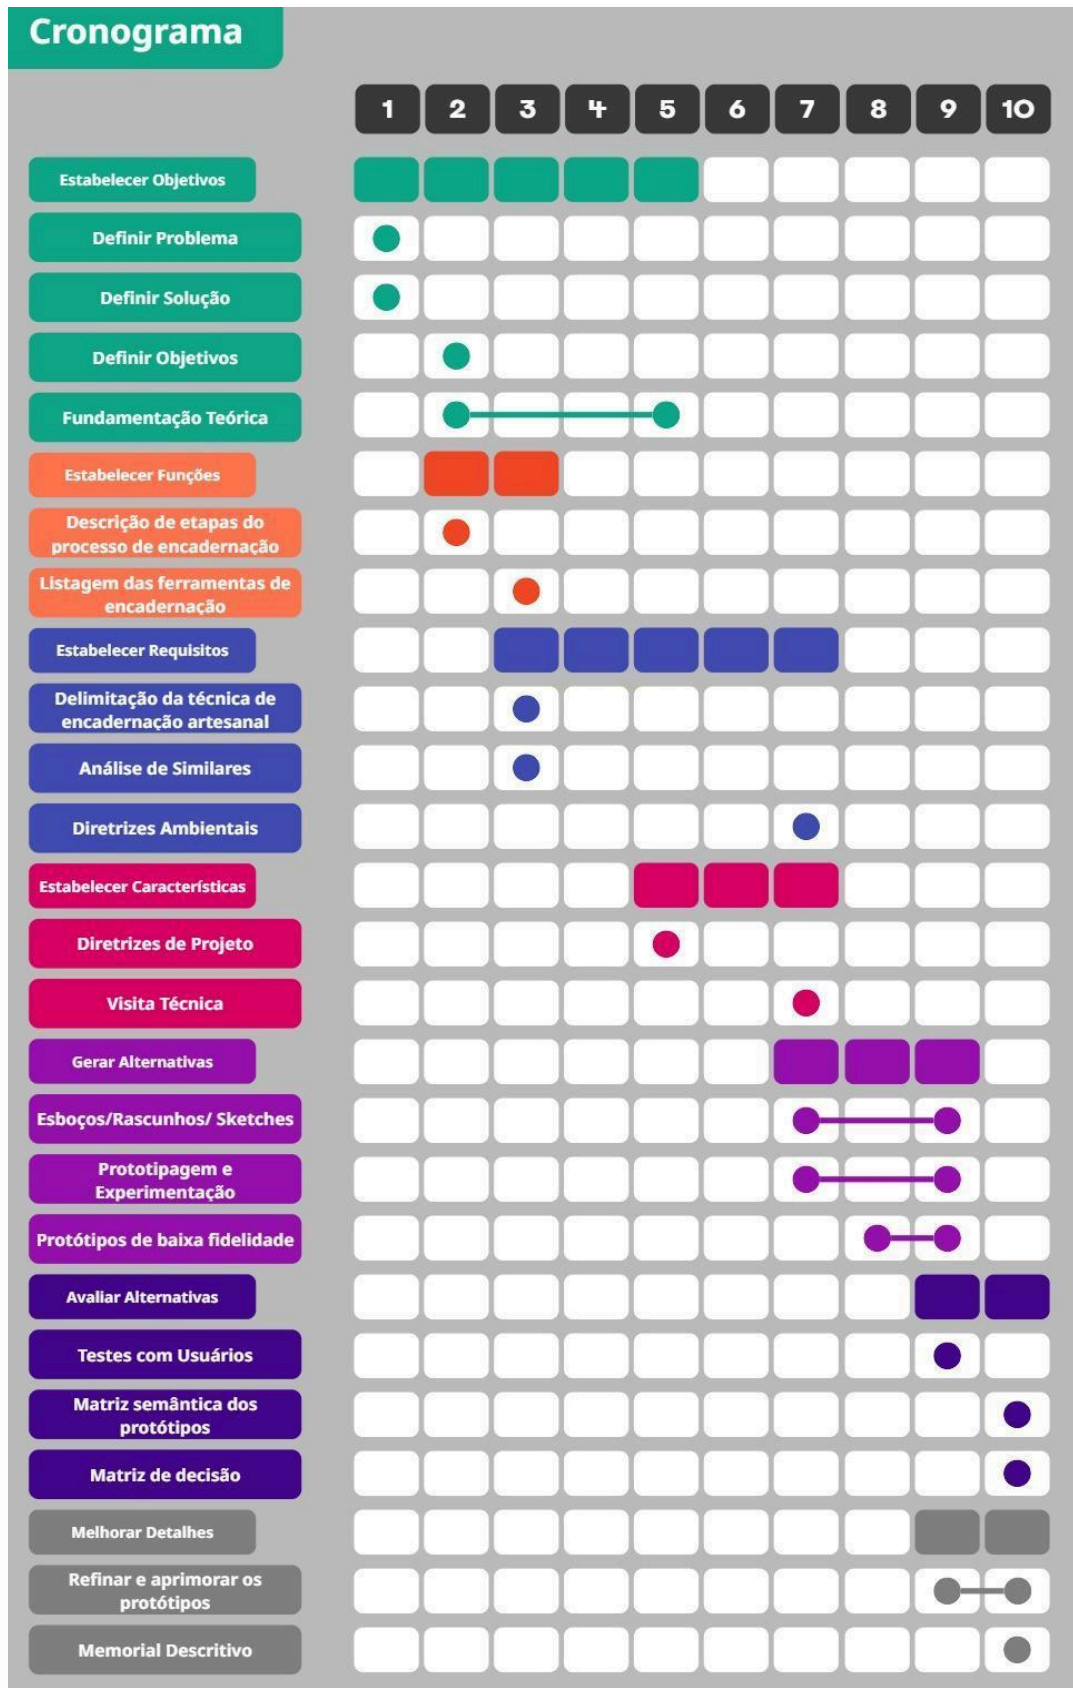 Cronograma
1 2 3 4 5 6 7 8 9 10
Estabelecer Objetivos
Definir Problema
Definir Solução
Definir Objetivos
Fundamentação Teórica
Estabelecer Funções
Descrição de etapas do
processo de encadernação
Listagem das ferramentas de
encadernação
Estabelecer Requisitos
Delimitação da técnica de
encadernação artesanal
Análise de Similares
Diretrizes Ambientais
Estabelecer Características
Diretrizes de Projeto
Visita Técnica
Gerar Alternativas
Esboços/Rascunhos/ Sketches
Prototipagem e
Experimentação
Protótipos de baixa fidelidade
Avaliar Alternativas
Testes com Usuários
Matriz semântica dos
protótipos
Matriz de decisão
Melhorar Detalhes
Refinar e aprimorar os
protótipos
Memorial Descritivo